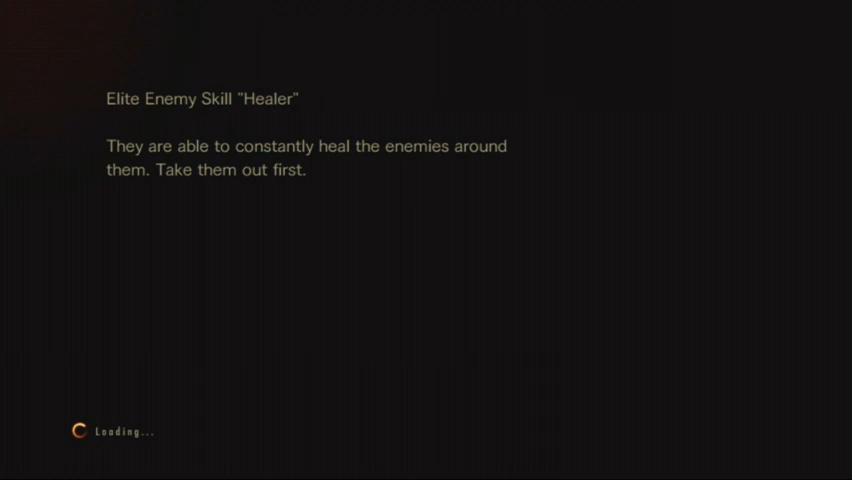 Elite Enemy Skill "Healer"
They are able to constantly heal the enemies around
them. Take them out first.
Loading...